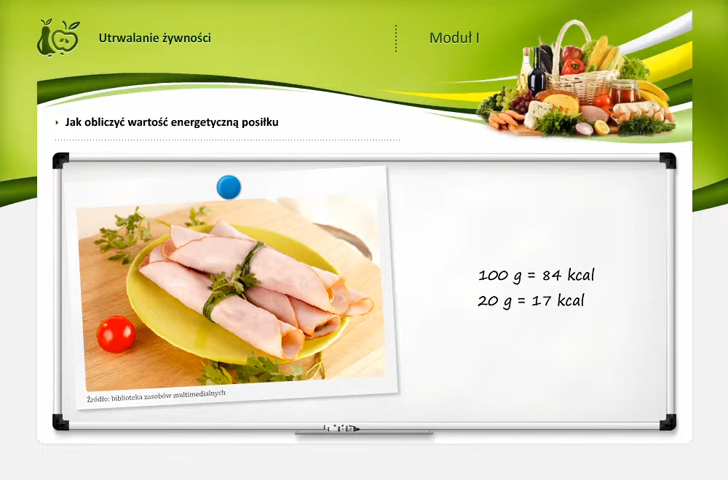 Utrwalanie żywności
Moduł I
Jak obliczyć wartość energetyczną posiłku
100 g = 84 kcal
20 g = 17 kcal
Źródło: biblioteka zasobów multimedialnych